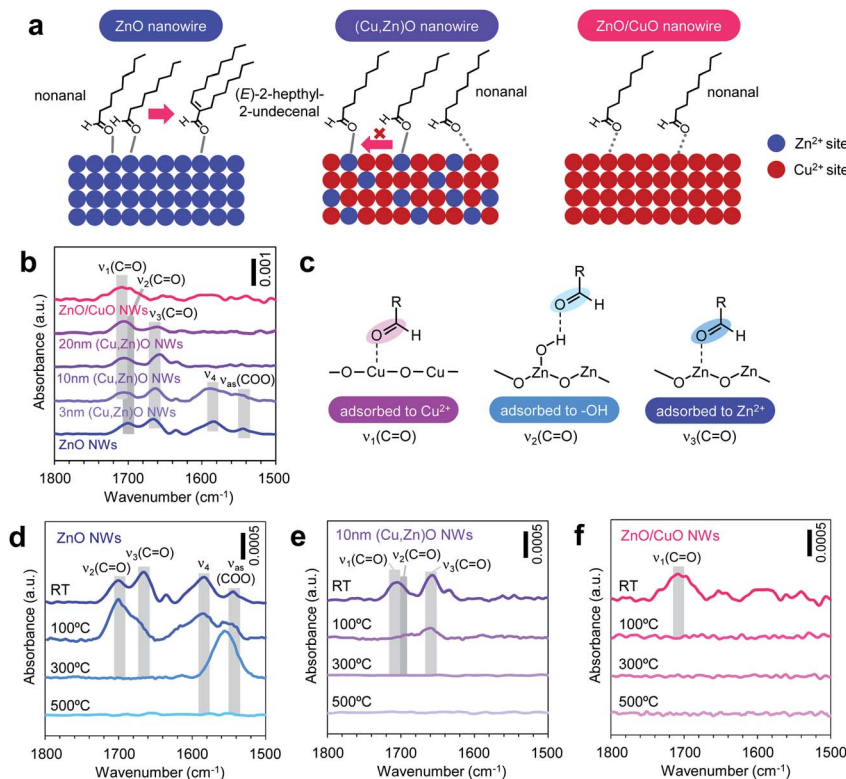 a
ZnO nanowire
(Cu,Zn)O nanowire
ZnO/CuO nanowire
nonanal
(E)-2-hepthyl-
2-undecenal
nonanal
nonanal
H
H
O
O
H
O
H
O
H
O
H
O
H
O
H
O
Zn²⁺ site
Cu²⁺ site
b
ν₁(C=O)
ν₂(C=O)
ν₃(C=O)
0.001
ZnO/CuO NWs
20nm (Cu,Zn)O NWs
ν₄ νas(COO)
10nm (Cu,Zn)O NWs
3nm (Cu,Zn)O NWs
ZnO NWs
Absorbance (a.u.)
1800 1700 1600 1500
Wavenumber (cm⁻¹)
c
R
O H
Cu O Cu
adsorbed to Cu²⁺
ν₁(C=O)
R
O H
H
O
O Zn O Zn
adsorbed to -OH
ν₂(C=O)
R
O H
O Zn O Zn
adsorbed to Zn²⁺
ν₃(C=O)
d
ZnO NWs
0.0005
ν₂(C=O)
ν₃(C=O)
ν₄
νas
(COO)
RT
100ºC
300ºC
500ºC
Absorbance (a.u.)
1800 1700 1600 1500
Wavenumber (cm⁻¹)
e
10nm (Cu,Zn)O NWs
0.0005
ν₁(C=O)
ν₂(C=O)
ν₃(C=O)
RT
100ºC
300ºC
500ºC
Absorbance (a.u.)
1800 1700 1600 1500
Wavenumber (cm⁻¹)
f
ZnO/CuO NWs
0.0005
ν₁(C=O)
RT
100ºC
300ºC
500ºC
Absorbance (a.u.)
1800 1700 1600 1500
Wavenumber (cm⁻¹)